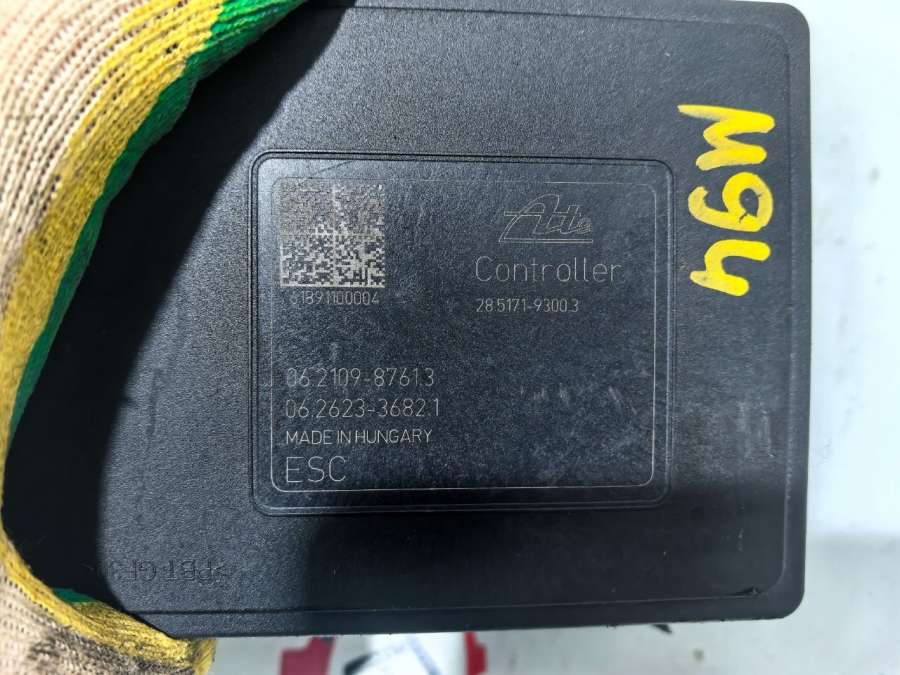 Ate
Controller
28.5171-9300.3
61891100004
06.2109-8761.3
06.2623-3682.1
MADE IN HUNGARY
ESC
M94